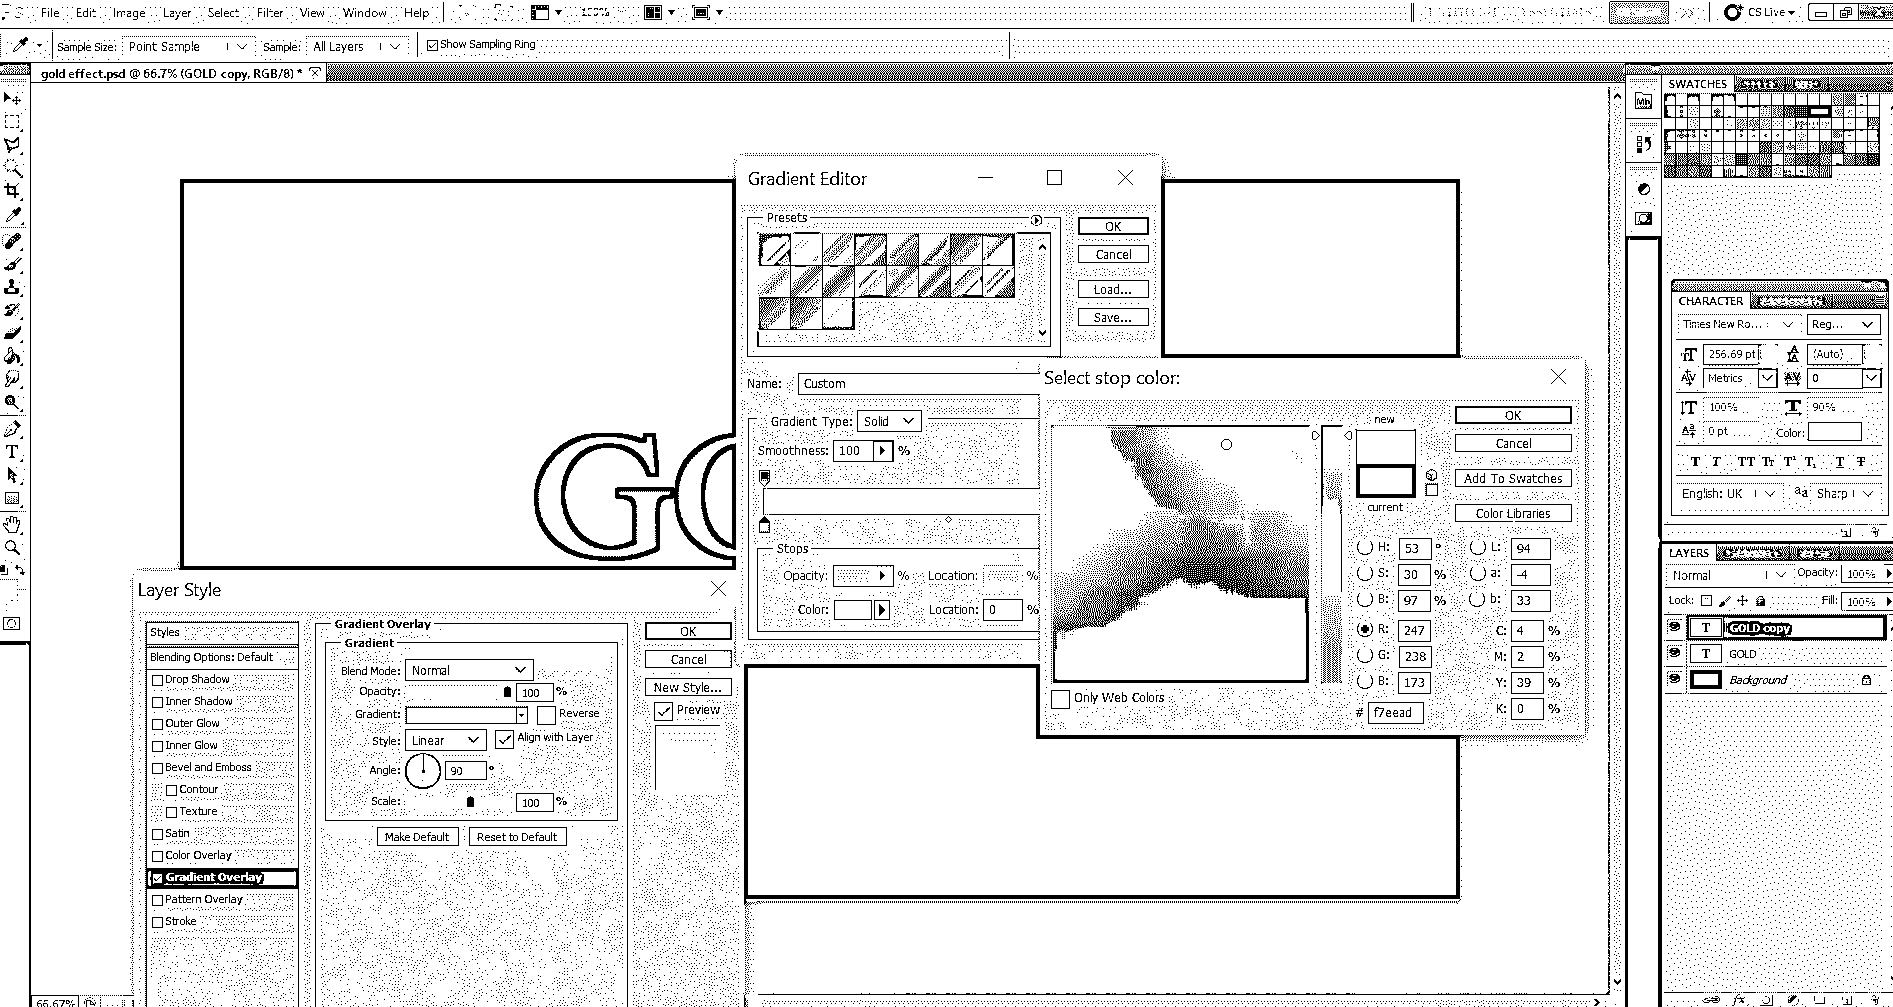 File Edit Image Layer Select Filter View Window Help
CS Live
Sample Size: Point Sample Sample: All Layers Show Sampling Ring
gold effect.psd @ 66.7% (GOLD copy, RGB/8) *
GO
Gradient Editor
Presets
OK
Cancel
Load...
Save...
Name: Custom
Gradient Type: Solid
Smoothness: 100 %
Stops
Opacity: % Location: %
Color: Location: 0 %
Select stop color:
new
current
OK
Cancel
Add To Swatches
Color Libraries
H: 53 °
S: 30 %
B: 97 %
R: 247
G: 238
B: 173
# f7eead
L: 94
a: -4
b: 33
C: 4 %
M: 2 %
Y: 39 %
K: 0 %
Only Web Colors
Layer Style
Styles
Blending Options: Default
Drop Shadow
Inner Shadow
Outer Glow
Inner Glow
Bevel and Emboss
Contour
Texture
Satin
Color Overlay
Gradient Overlay
Pattern Overlay
Stroke
Gradient Overlay
Gradient
Blend Mode: Normal
Opacity: 100 %
Gradient: Reverse
Style: Linear Align with Layer
Angle: 90 °
Scale: 100 %
Make Default Reset to Default
OK
Cancel
New Style...
Preview
SWATCHES
Mb
CHARACTER
Times New Ro... Reg...
256.69 pt (Auto)
Metrics 0
100% 90%
0 pt Color:
T T TT Tr T¹ T₁ T T
English: UK aa Sharp
LAYERS
Normal Opacity: 100%
Lock: Fill: 100%
T GOLD copy
T GOLD
Background
66.67%